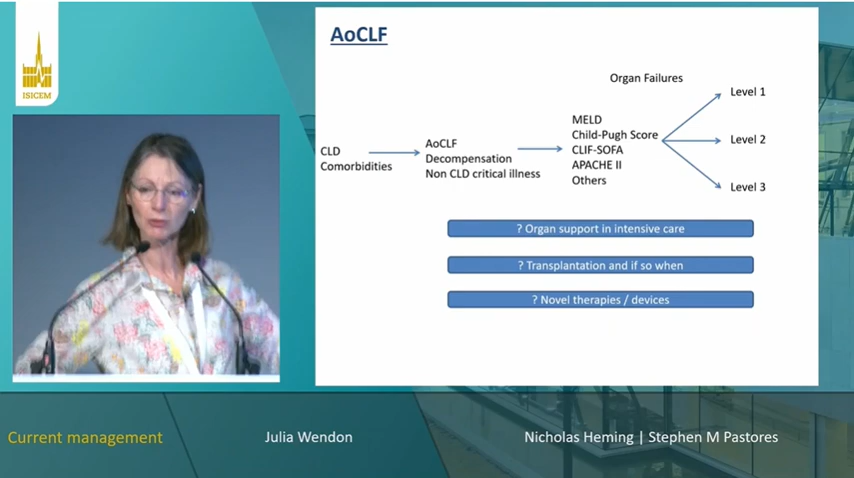 ISICEM
AoCLF
Organ Failures
CLD
Comorbidities
AoCLF
Decompensation
Non CLD critical illness
MELD
Child-Pugh Score
CLIF-SOFA
APACHE II
Others
Level 1
Level 2
Level 3
? Organ support in intensive care
? Transplantation and if so when
? Novel therapies / devices
Current management
Julia Wendon
Nicholas Heming | Stephen M Pastores